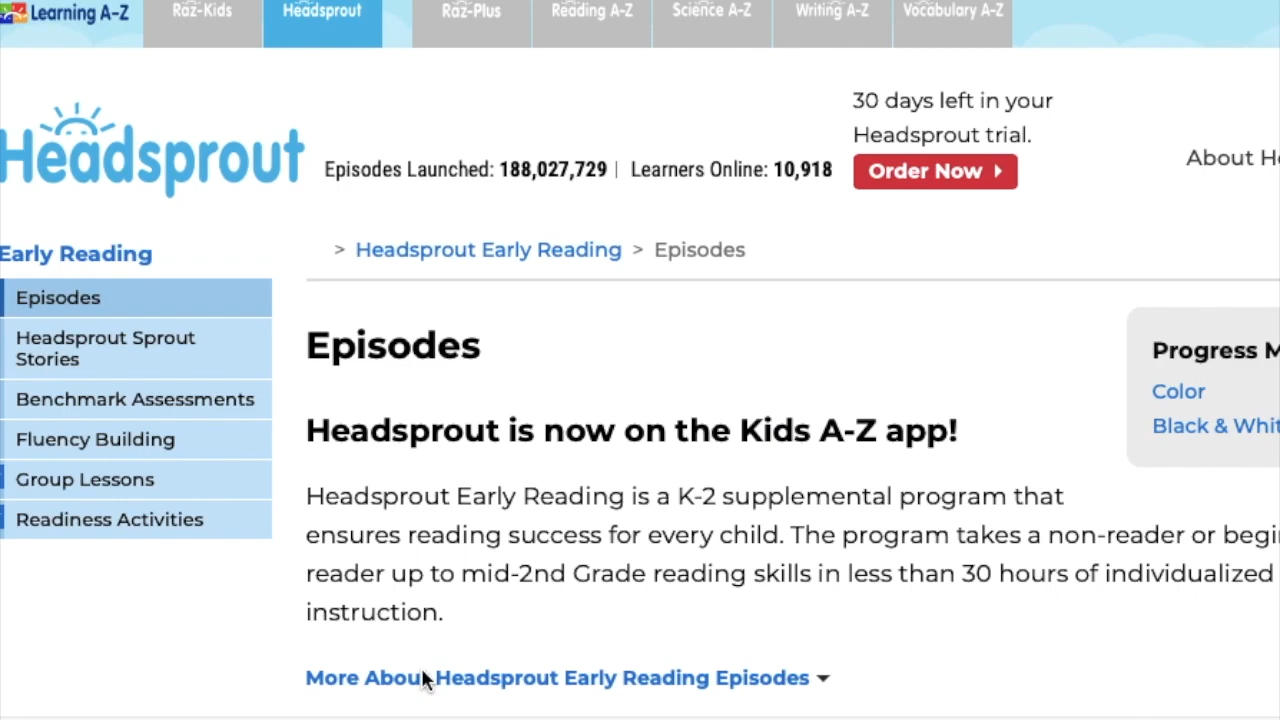 Learning A-Z
Raz-Kids
Headsprout
Raz-Plus
Reading A-Z
Science A-Z
Writing A-Z
Vocabulary A-Z
Headsprout
Episodes Launched: 188,027,729 | Learners Online: 10,918
30 days left in your
Headsprout trial.
Order Now
About
Early Reading
Episodes
Headsprout Sprout
Stories
Benchmark Assessments
Fluency Building
Group Lessons
Readiness Activities
> Headsprout Early Reading > Episodes
Episodes
Headsprout is now on the Kids A-Z app!
Headsprout Early Reading is a K-2 supplemental program that
ensures reading success for every child. The program takes a non-reader or
reader up to mid-2nd Grade reading skills in less than 30 hours of individualized
instruction.
More About Headsprout Early Reading Episodes
Progress
Color
Black &